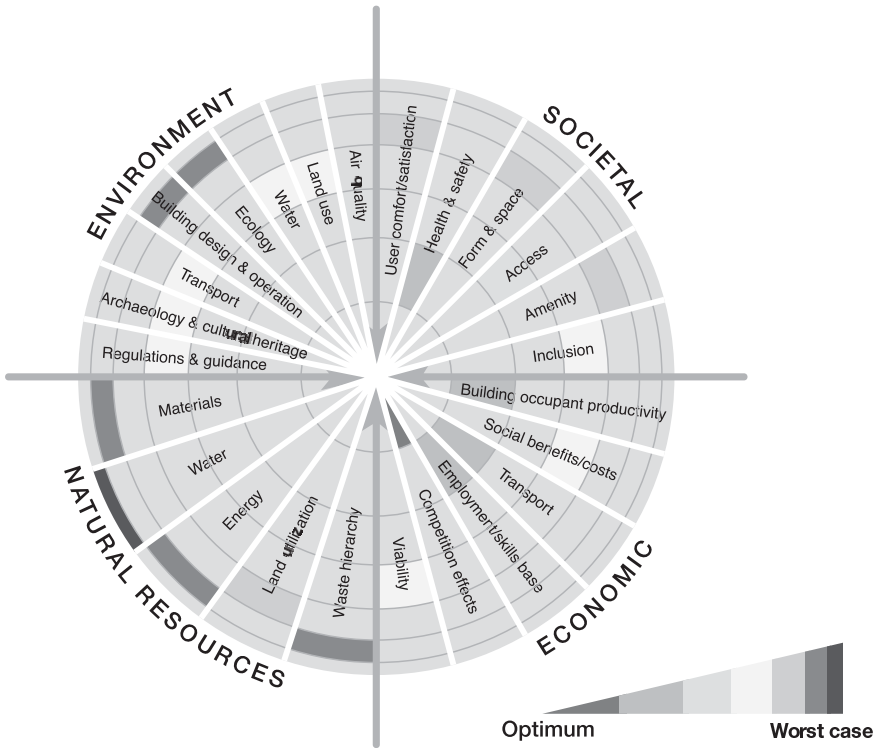 ENVIRONMENT
SOCIETAL
Regulations & guidance
Archaeology & cultural heritage
Transport
Building design & operation
Ecology
Water
Land use
Air quality
User comfort/satisfaction
Health & safety
Form & space
Access
Amenity
Inclusion
Building occupant productivity
Social benefits/costs
Transport
Employment/skills base
Competition effects
Viability
Waste hierarchy
Land utilization
Energy
Water
Materials
NATURAL RESOURCES
ECONOMIC
Optimum
Worst case